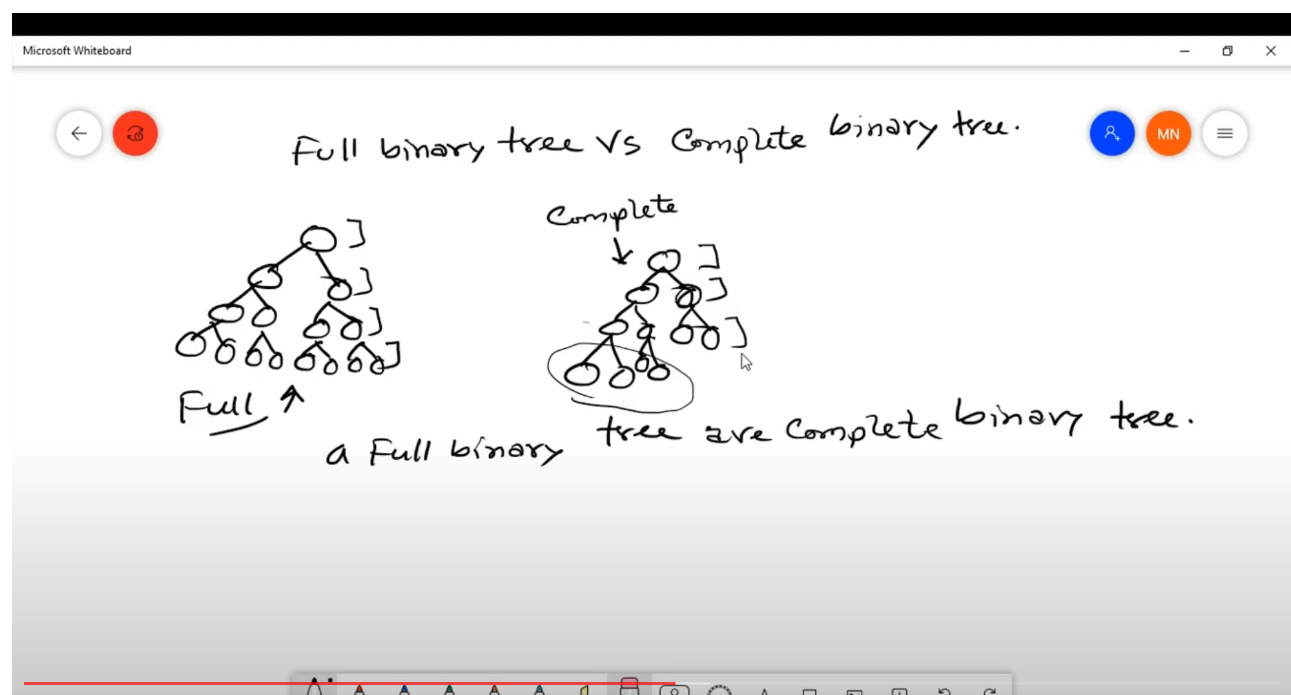 Microsoft Whiteboard
MN
Full binary tree Vs Complete binary tree.
Complete
Full
a Full binary tree are Complete binary tree.